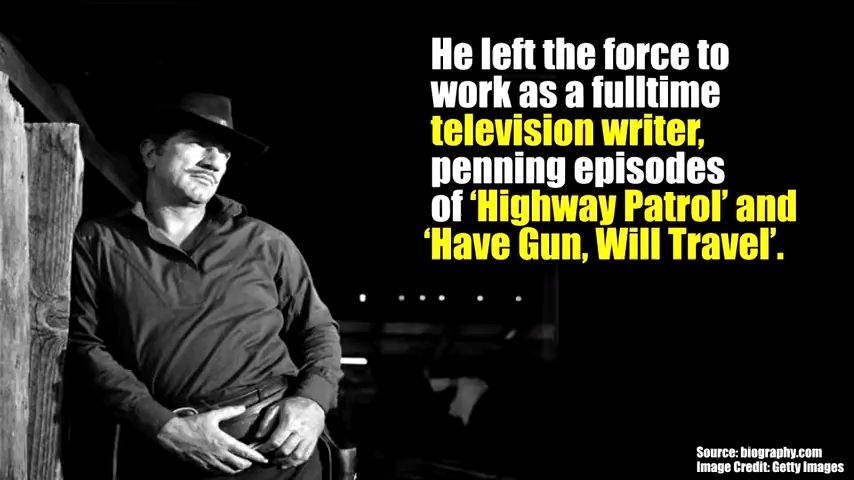 He left the force to
work as a fulltime
television writer,
penning episodes
of ‘Highway Patrol’ and
‘Have Gun, Will Travel’.
Source: biography.com
Image Credit: Getty Images